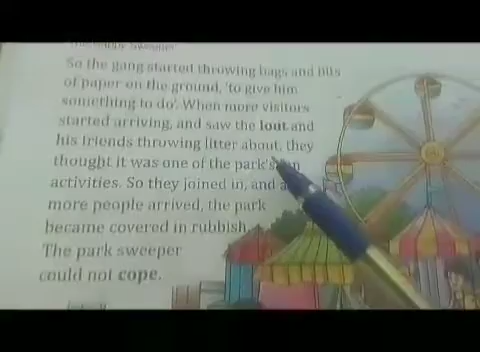 The Happy Sweeper
So the gang started throwing bags and bits
of paper on the ground, 'to give him
something to do'. When more visitors
started arriving, and saw the lout and
his friends throwing litter about, they
thought it was one of the park's
activities. So they joined in, and
more people arrived, the park
became covered in rubbish.
The park sweeper
could not cope.